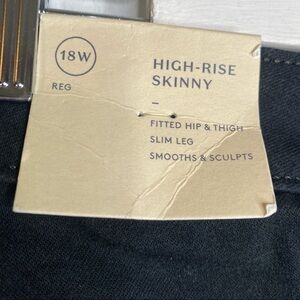 18W
REG
HIGH-RISE
SKINNY
–
FITTED HIP & THIGH
SLIM LEG
SMOOTHS & SCULPTS